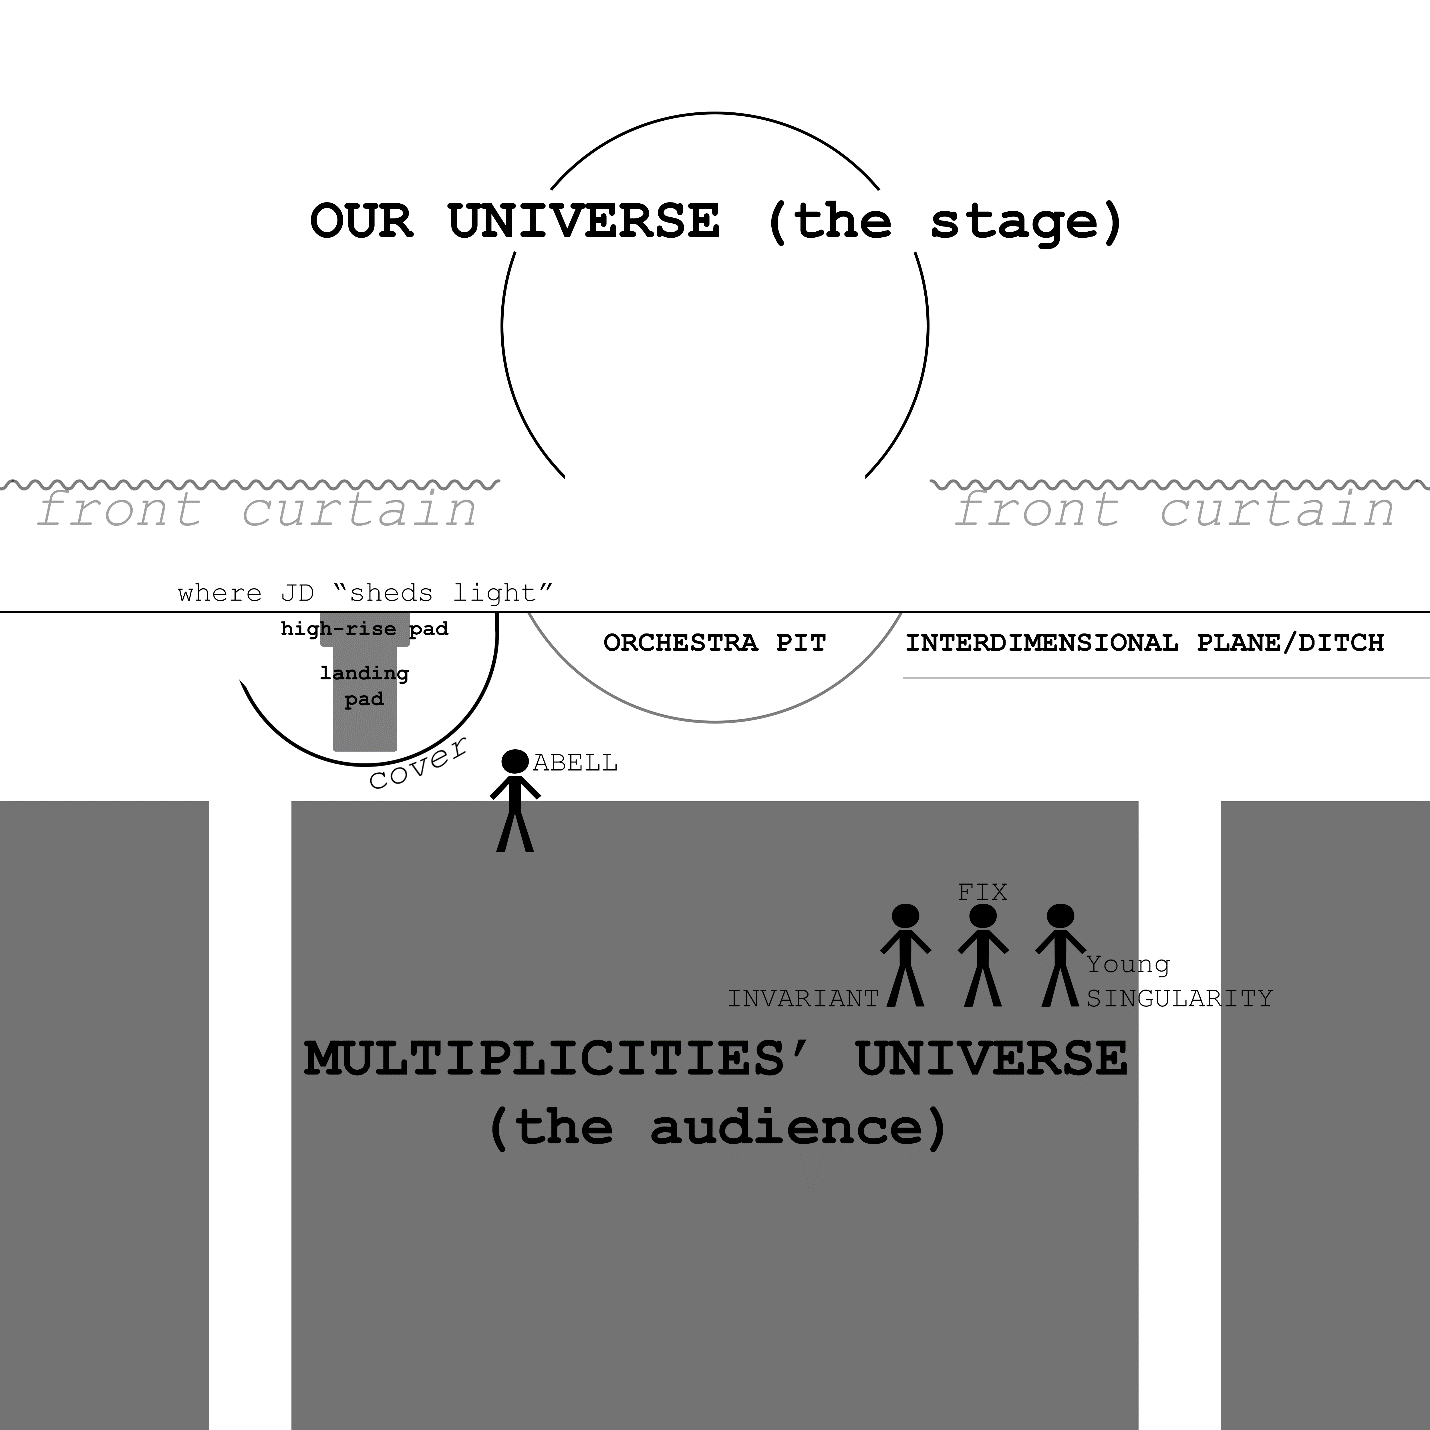 OUR UNIVERSE (the stage)
front curtain
front curtain
where JD “sheds light”
high-rise pad
landing
pad
cover
ORCHESTRA PIT
INTERDIMENSIONAL PLANE/DITCH
ABELL
FIX
INVARIANT
Young
SINGULARITY
MULTIPLICITIES’ UNIVERSE
(the audience)